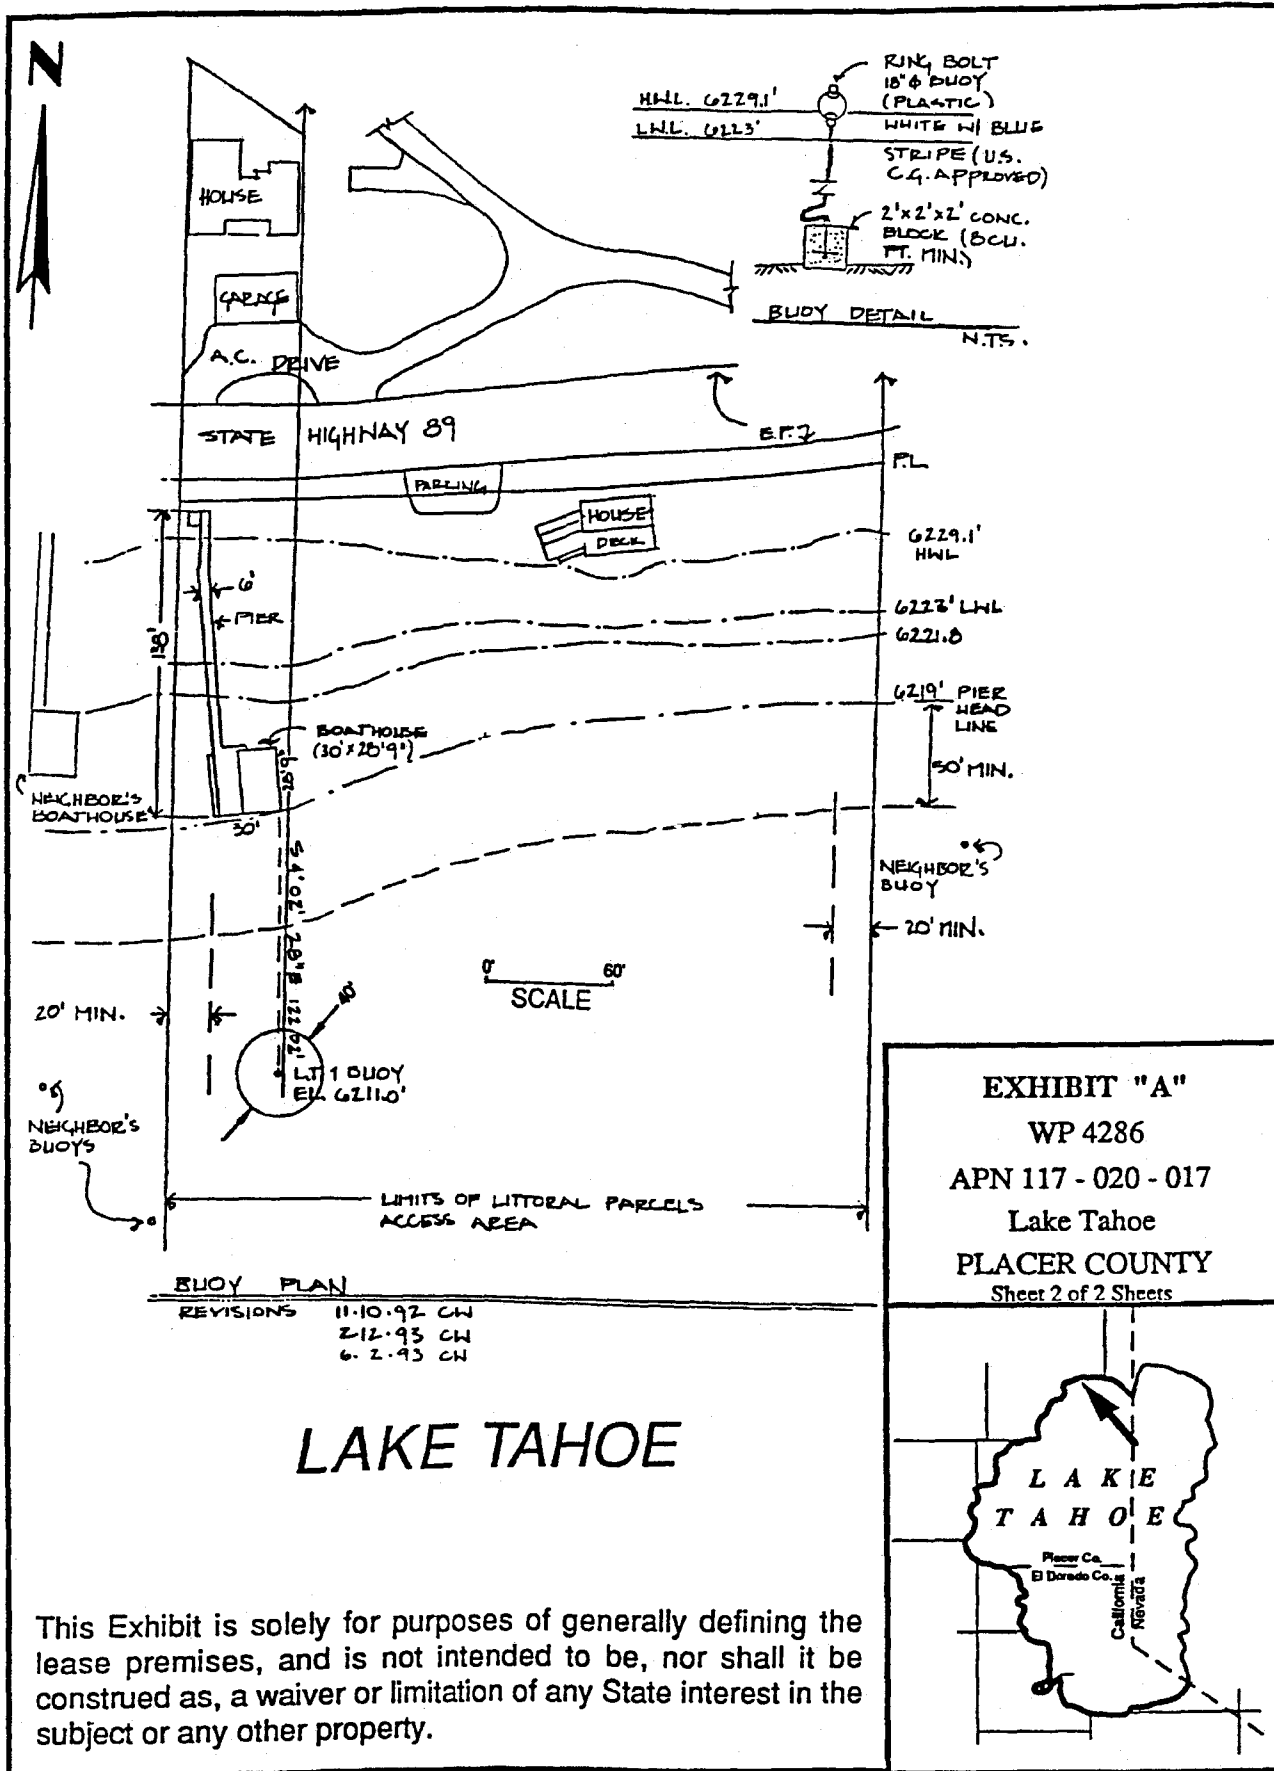 N
RING BOLT
18"φ BUOY
(PLASTIC)
WHITE W/ BLUE
STRIPE (U.S.
C.G. APPROVED)
H.W.L. 6229.1'
L.W.L. 6223'
2'x2'x2' CONC.
BLOCK (8CU.
FT. MIN.)
BUOY DETAIL
N.T.S.
HOUSE
GARAGE
A.C. DRIVE
STATE HIGHWAY 89
E.P.
P.L.
PARKING
HOUSE
DECK
6229.1'
HWL
6'
PIER
138'
6223' LWL
6221.8
6219' PIER
HEAD
LINE
50' MIN.
BOATHOUSE
(30'x28'9")
28'9"
30'
NEIGHBOR'S
BOATHOUSE
NEIGHBOR'S
BUOY
20' MIN.
0' 60'
SCALE
20' MIN.
40'
LT 1 BUOY
EL. 6211.0'
NEIGHBOR'S
BUOYS
LIMITS OF LITTORAL PARCELS
ACCESS AREA
BUOY PLAN
REVISIONS 11.10.92 CW
2.12.93 CW
6.2.93 CW
LAKE TAHOE
This Exhibit is solely for purposes of generally defining the
lease premises, and is not intended to be, nor shall it be
construed as, a waiver or limitation of any State interest in the
subject or any other property.
EXHIBIT "A"
WP 4286
APN 117 - 020 - 017
Lake Tahoe
PLACER COUNTY
Sheet 2 of 2 Sheets
LAKE
TAHOE
Placer Co.
El Dorado Co.
California
Nevada